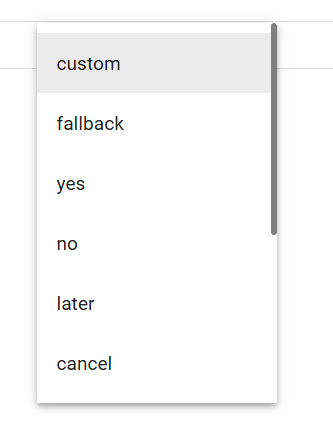 custom
fallback
yes
no
later
cancel